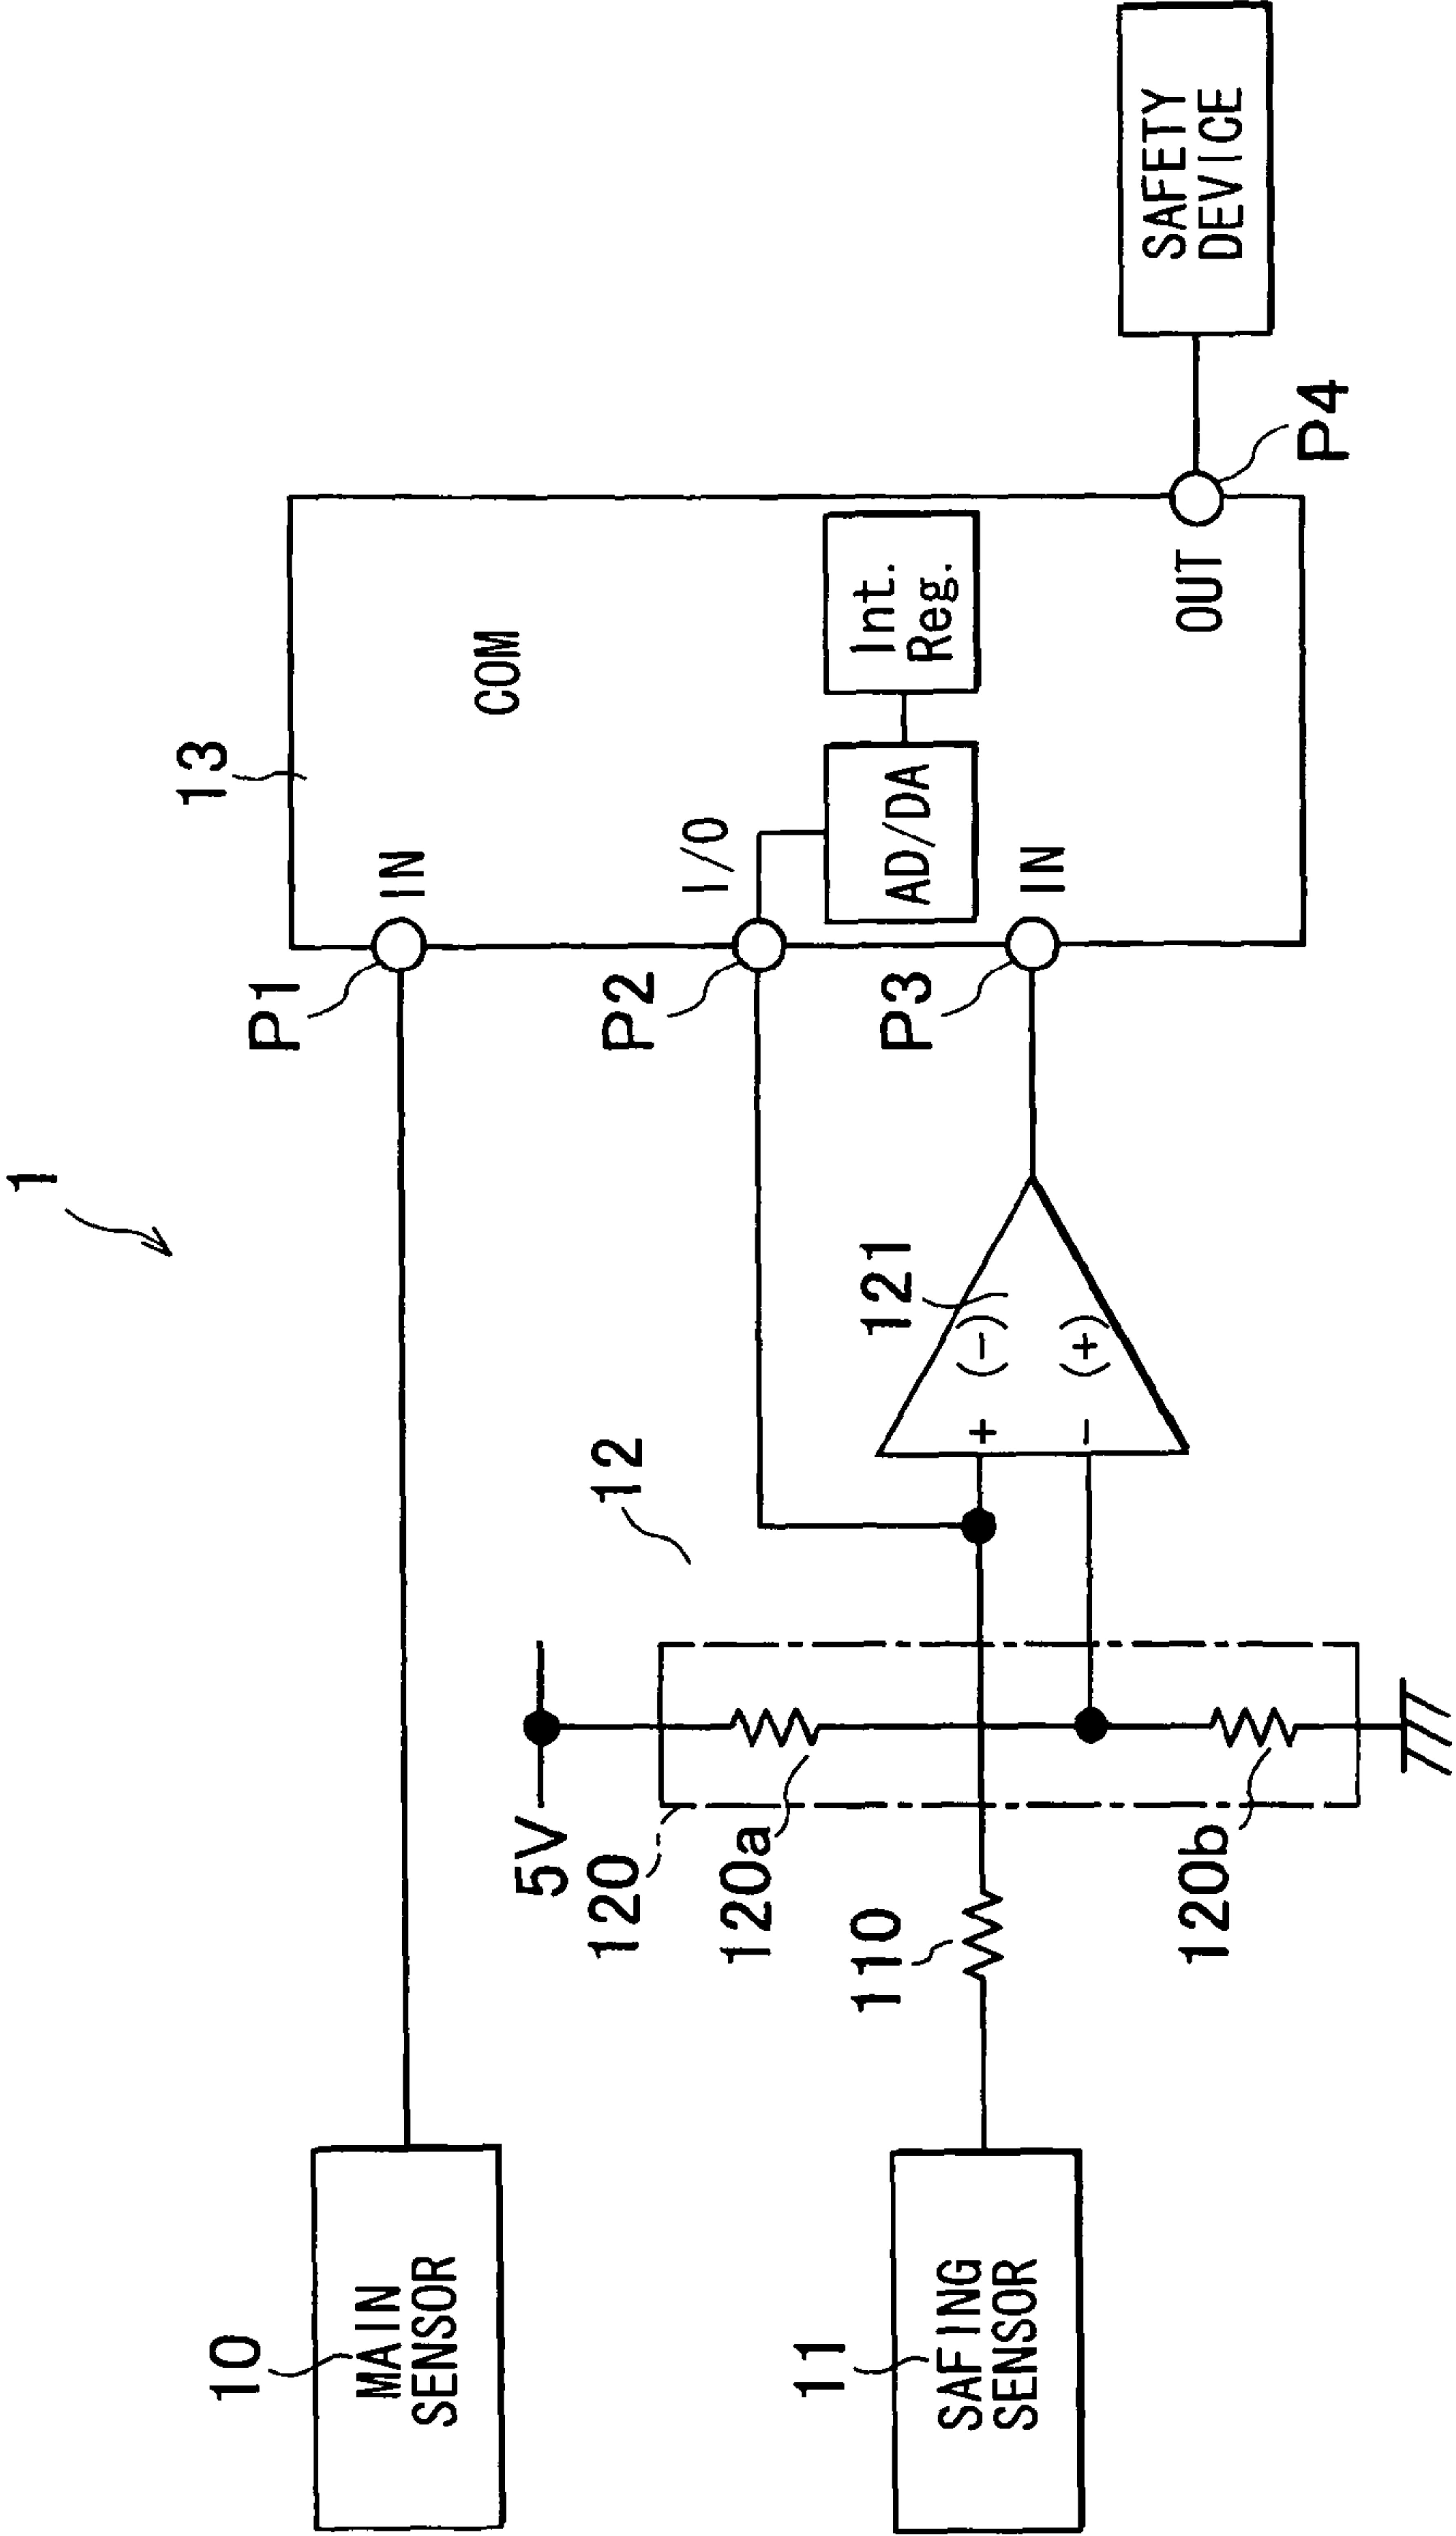 1
10
MAIN
SENSOR
P1
IN
13
COM
5V
12
P2
I/O
120
120a
AD/DA
Int.
Reg.
11
SAFING
SENSOR
110
121
+
(-)
-
(+)
P3
IN
120b
OUT
P4
SAFETY
DEVICE